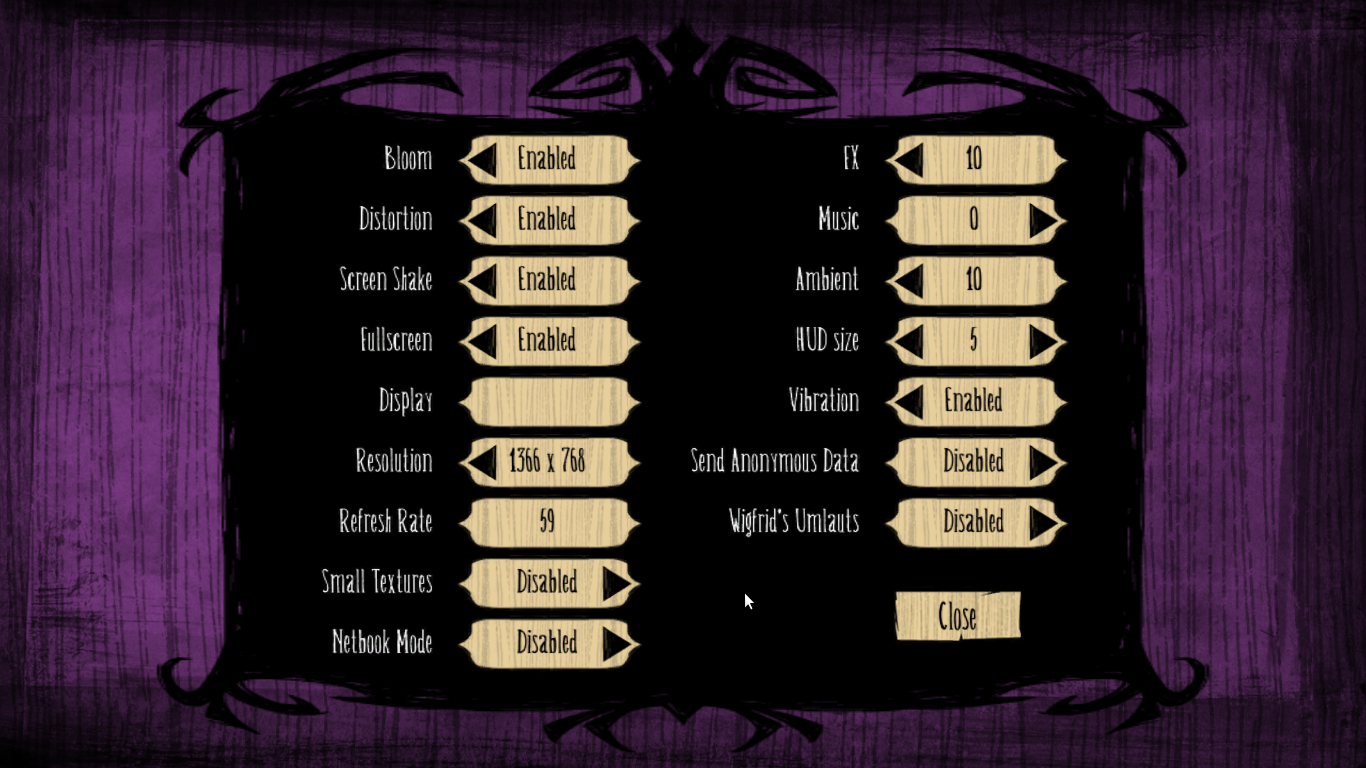 Bloom Enabled
Distortion Enabled
Screen Shake Enabled
Fullscreen Enabled
Display
Resolution 1366 x 768
Refresh Rate 59
Small Textures Disabled
Netbook Mode Disabled
FX 10
Music 0
Ambient 10
HUD size 5
Vibration Enabled
Send Anonymous Data Disabled
Wigfrid's Umlauts Disabled
Close